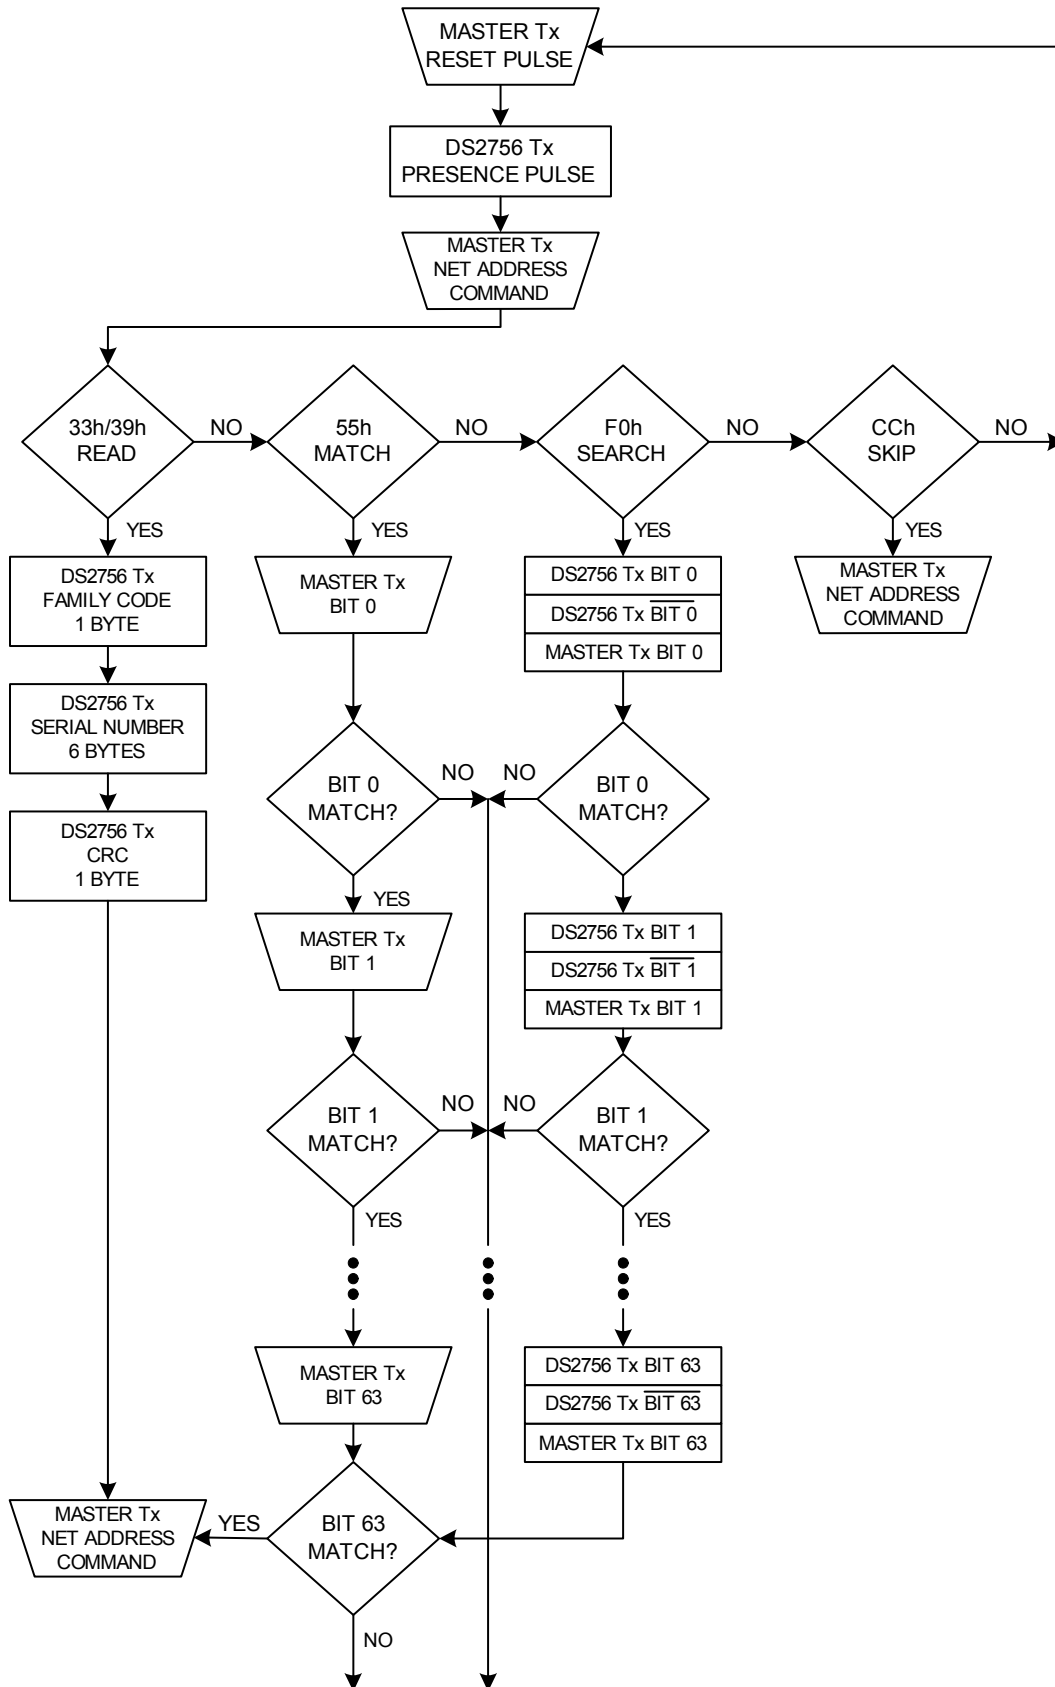 MASTER Tx
RESET PULSE
DS2756 Tx
PRESENCE PULSE
MASTER Tx
NET ADDRESS
COMMAND
33h/39h
READ
NO
55h
MATCH
NO
F0h
SEARCH
NO
CCh
SKIP
NO
YES
YES
YES
YES
DS2756 Tx
FAMILY CODE
1 BYTE
MASTER Tx
BIT 0
DS2756 Tx BIT 0
DS2756 Tx B̅I̅T̅ ̅0̅
MASTER Tx BIT 0
MASTER Tx
NET ADDRESS
COMMAND
DS2756 Tx
SERIAL NUMBER
6 BYTES
BIT 0
MATCH?
NO
NO
BIT 0
MATCH?
DS2756 Tx
CRC
1 BYTE
YES
YES
MASTER Tx
BIT 1
DS2756 Tx BIT 1
DS2756 Tx B̅I̅T̅ ̅1̅
MASTER Tx BIT 1
BIT 1
MATCH?
NO
NO
BIT 1
MATCH?
YES
YES
MASTER Tx
BIT 63
DS2756 Tx BIT 63
DS2756 Tx B̅I̅T̅ ̅6̅3̅
MASTER Tx BIT 63
MASTER Tx
NET ADDRESS
COMMAND
YES
BIT 63
MATCH?
NO